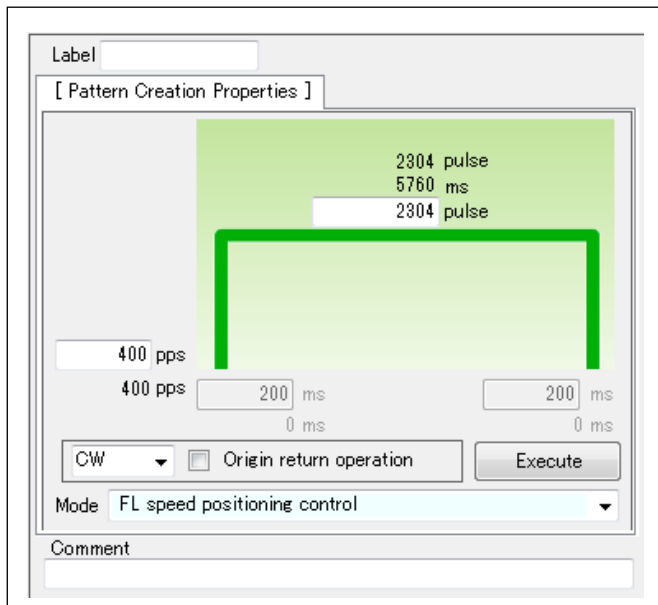 Label
[ Pattern Creation Properties ]
2304 pulse
5760 ms
2304 pulse
400 pps
400 pps
200 ms
200 ms
0 ms
0 ms
CW
Origin return operation
Execute
Mode FL speed positioning control
Comment